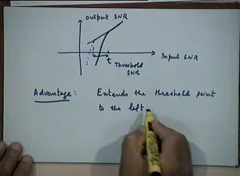 output SNR
Input SNR
Threshold
SNR
Advantage: Extends the threshold point
to the left